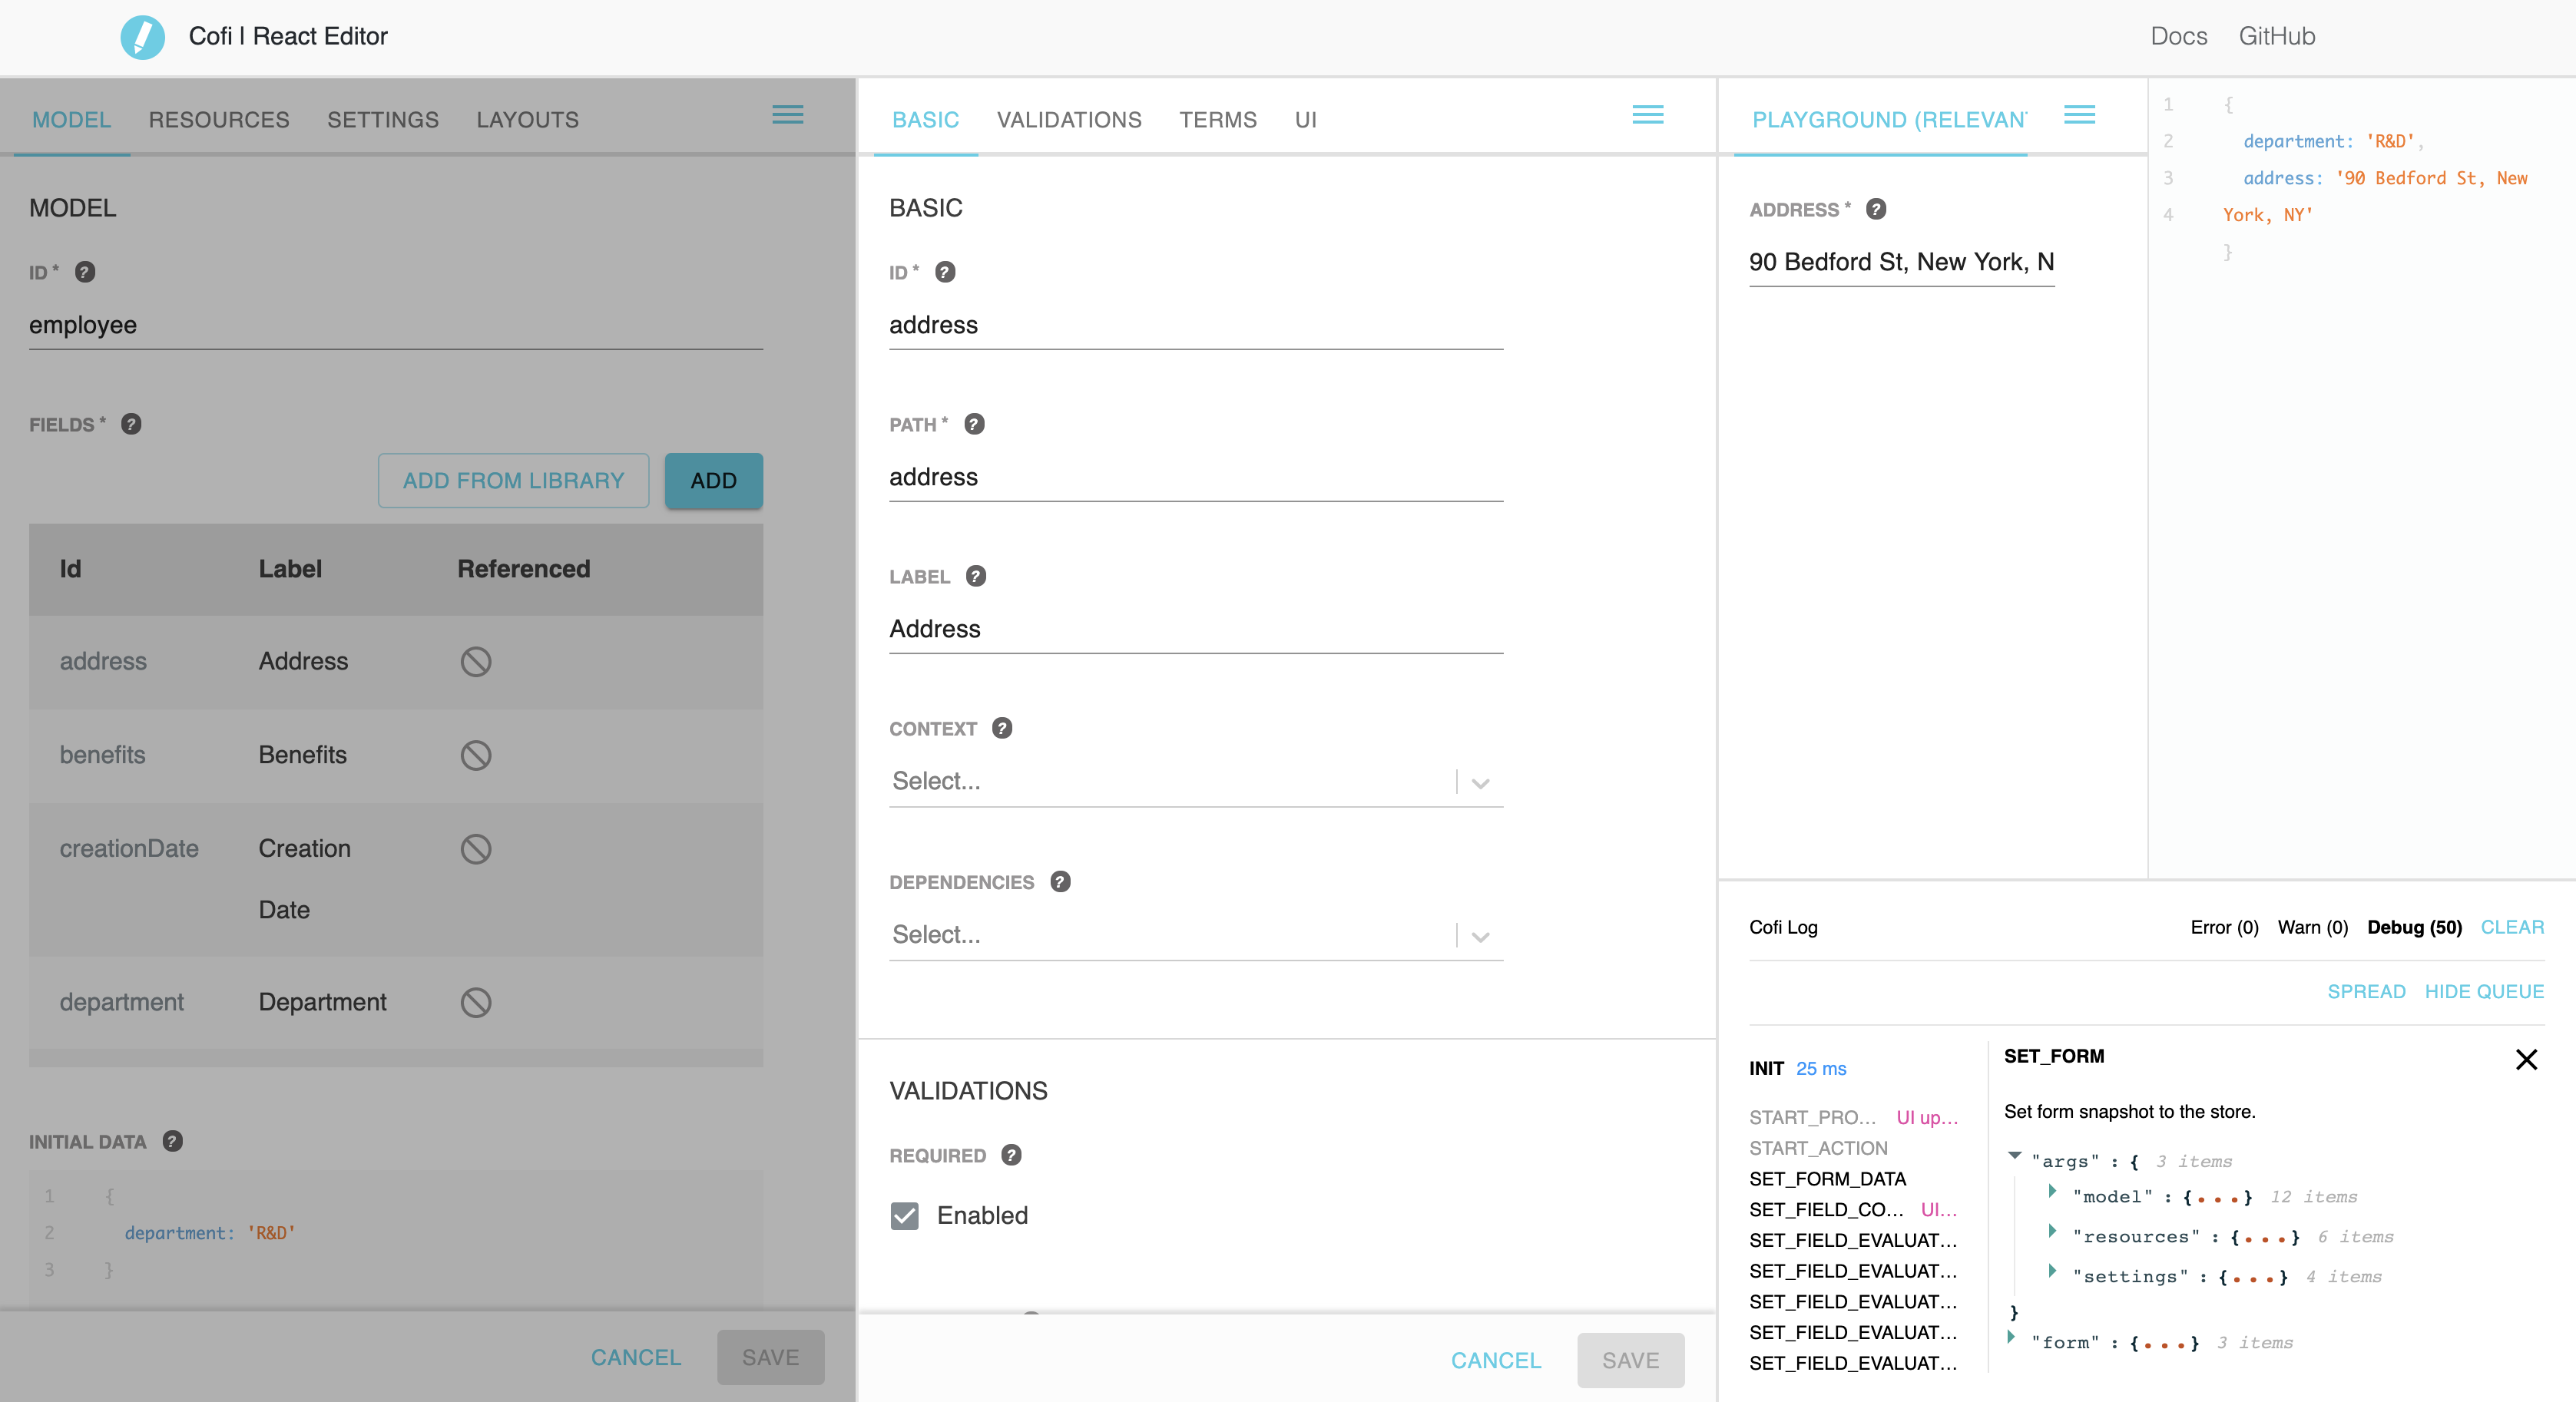 Cofi | React Editor
Docs GitHub
MODEL RESOURCES SETTINGS LAYOUTS
MODEL
ID *
employee
FIELDS *
ADD FROM LIBRARY ADD
Id Label Referenced
address Address
benefits Benefits
creationDate Creation
Date
department Department
INITIAL DATA
1 {
2 department: 'R&D'
3 }
CANCEL SAVE
BASIC VALIDATIONS TERMS UI
BASIC
ID *
address
PATH *
address
LABEL
Address
CONTEXT
Select...
DEPENDENCIES
Select...
VALIDATIONS
REQUIRED
Enabled
CANCEL SAVE
PLAYGROUND (RELEVAN
ADDRESS *
90 Bedford St, New York, N
1 {
2 department: 'R&D',
3 address: '90 Bedford St, New
4 York, NY'
}
Cofi Log Error (0) Warn (0) Debug (50) CLEAR
SPREAD HIDE QUEUE
INIT 25 ms
START_PRO... UI up...
START_ACTION
SET_FORM_DATA
SET_FIELD_CO... UI...
SET_FIELD_EVALUAT...
SET_FIELD_EVALUAT...
SET_FIELD_EVALUAT...
SET_FIELD_EVALUAT...
SET_FIELD_EVALUAT...
SET_FORM
Set form snapshot to the store.
"args" : { 3 items
"model" : {...} 12 items
"resources" : {...} 6 items
"settings" : {...} 4 items
}
"form" : {...} 3 items